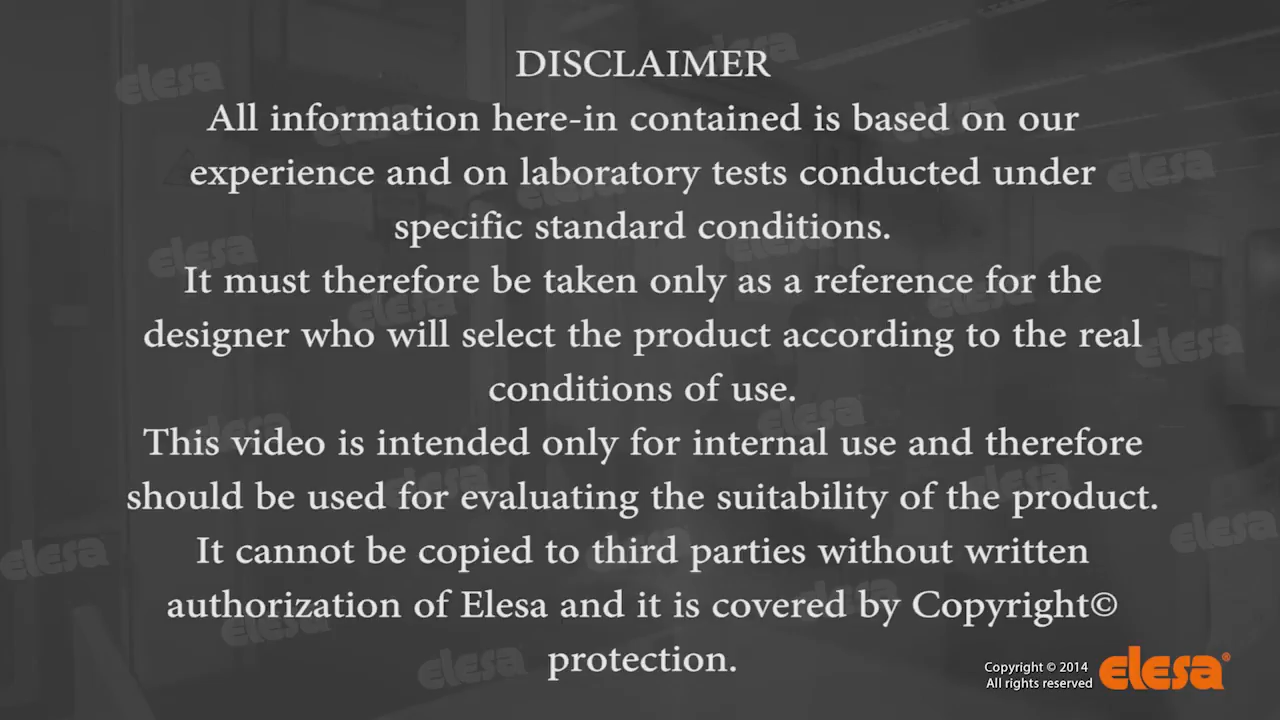 DISCLAIMER
All information here-in contained is based on our
experience and on laboratory tests conducted under
specific standard conditions.
It must therefore be taken only as a reference for the
designer who will select the product according to the real
conditions of use.
This video is intended only for internal use and therefore
should be used for evaluating the suitability of the product.
It cannot be copied to third parties without written
authorization of Elesa and it is covered by Copyright©
protection.
Copyright © 2014
All rights reserved
elesa®